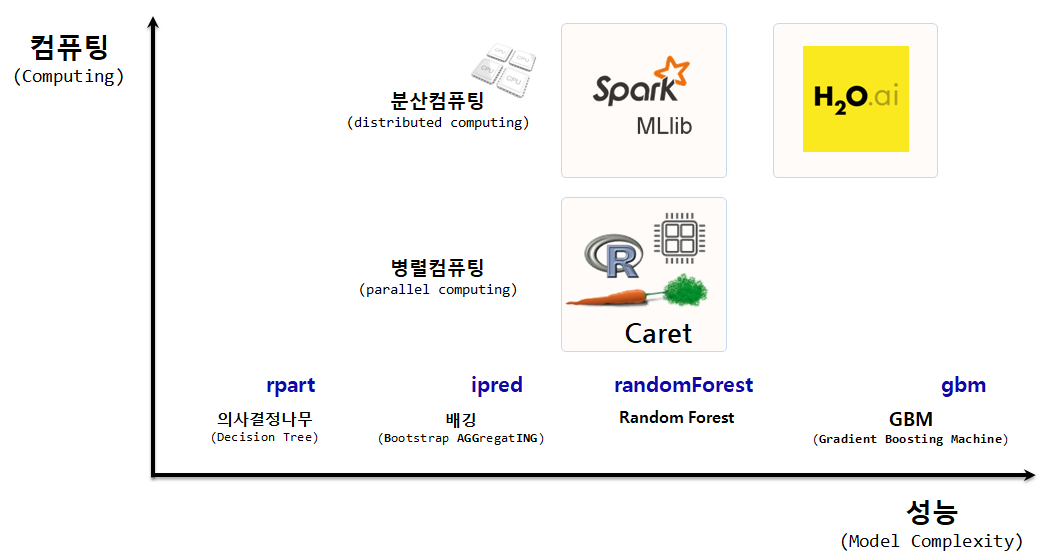 컴퓨팅
(Computing)
CPU CPU
CPU CPU
분산컴퓨팅
(distributed computing)
Spark
MLlib
H2O.ai
병렬컴퓨팅
(parallel computing)
R
Caret
rpart
ipred
randomForest
gbm
의사결정나무
(Decision Tree)
배깅
(Bootstrap AGGregatING)
Random Forest
GBM
(Gradient Boosting Machine)
성능
(Model Complexity)